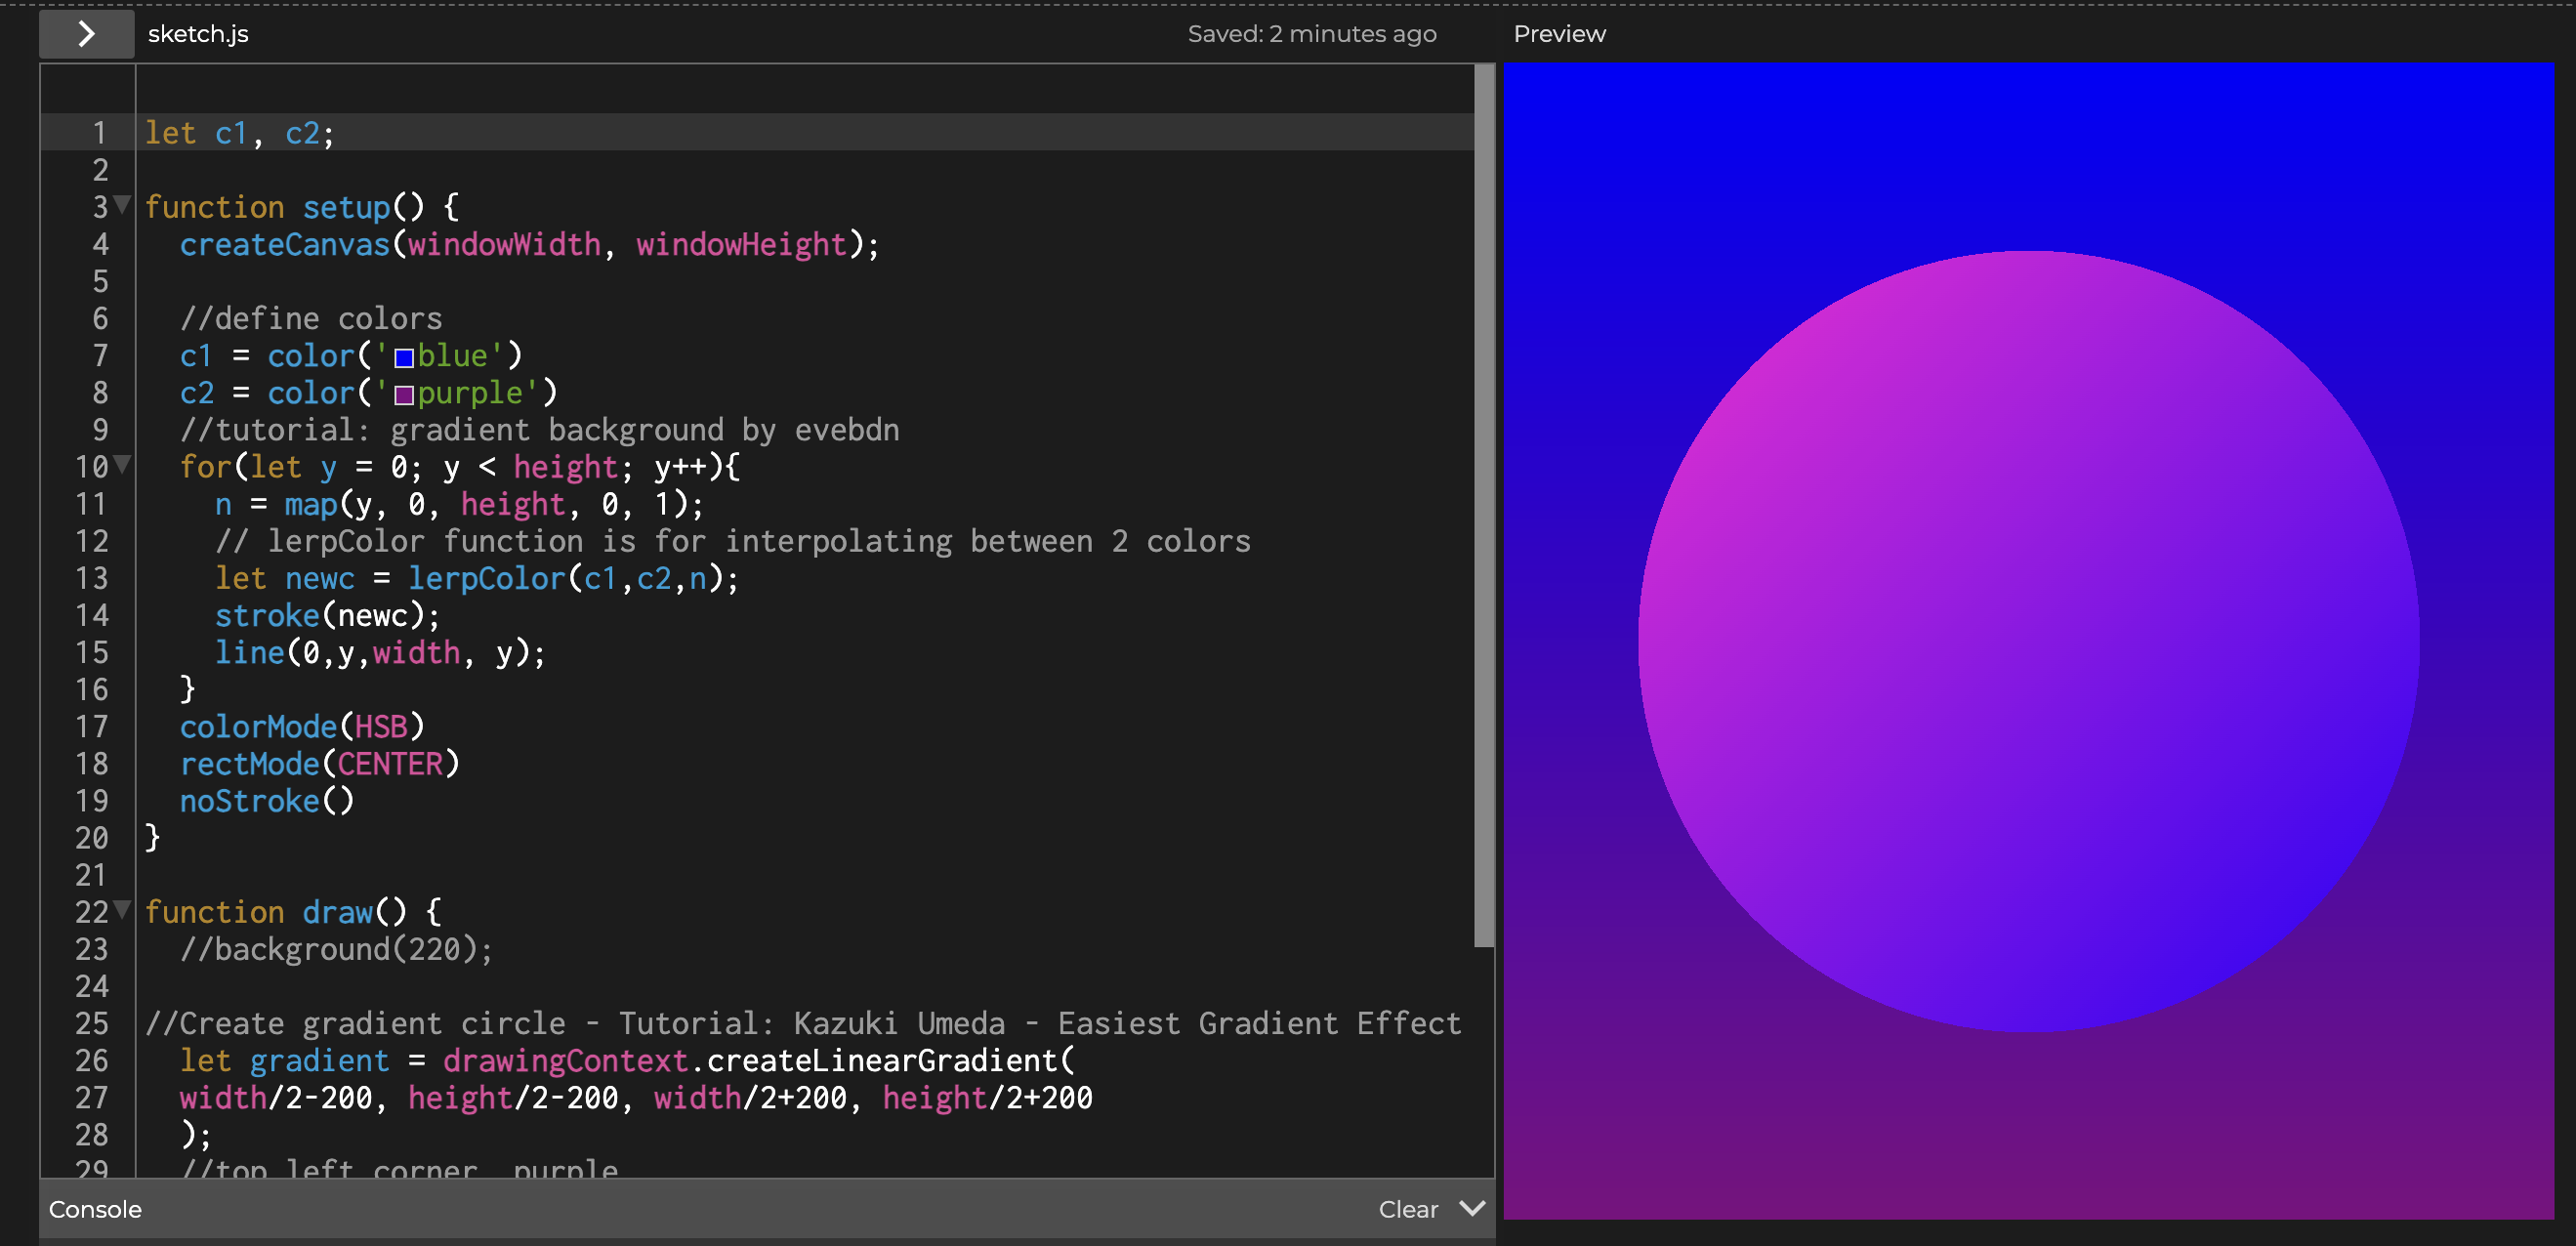 sketch.js
Saved: 2 minutes ago
Preview
1 let c1, c2;
2
3 function setup() {
4 createCanvas(windowWidth, windowHeight);
5
6 //define colors
7 c1 = color('blue')
8 c2 = color('purple')
9 //tutorial: gradient background by evebdn
10 for(let y = 0; y < height; y++){
11 n = map(y, 0, height, 0, 1);
12 // lerpColor function is for interpolating between 2 colors
13 let newc = lerpColor(c1,c2,n);
14 stroke(newc);
15 line(0,y,width, y);
16 }
17 colorMode(HSB)
18 rectMode(CENTER)
19 noStroke()
20 }
21
22 function draw() {
23 //background(220);
24
25 //Create gradient circle - Tutorial: Kazuki Umeda - Easiest Gradient Effect
26 let gradient = drawingContext.createLinearGradient(
27 width/2-200, height/2-200, width/2+200, height/2+200
28 );
29 //top left corner  purple
Console
Clear